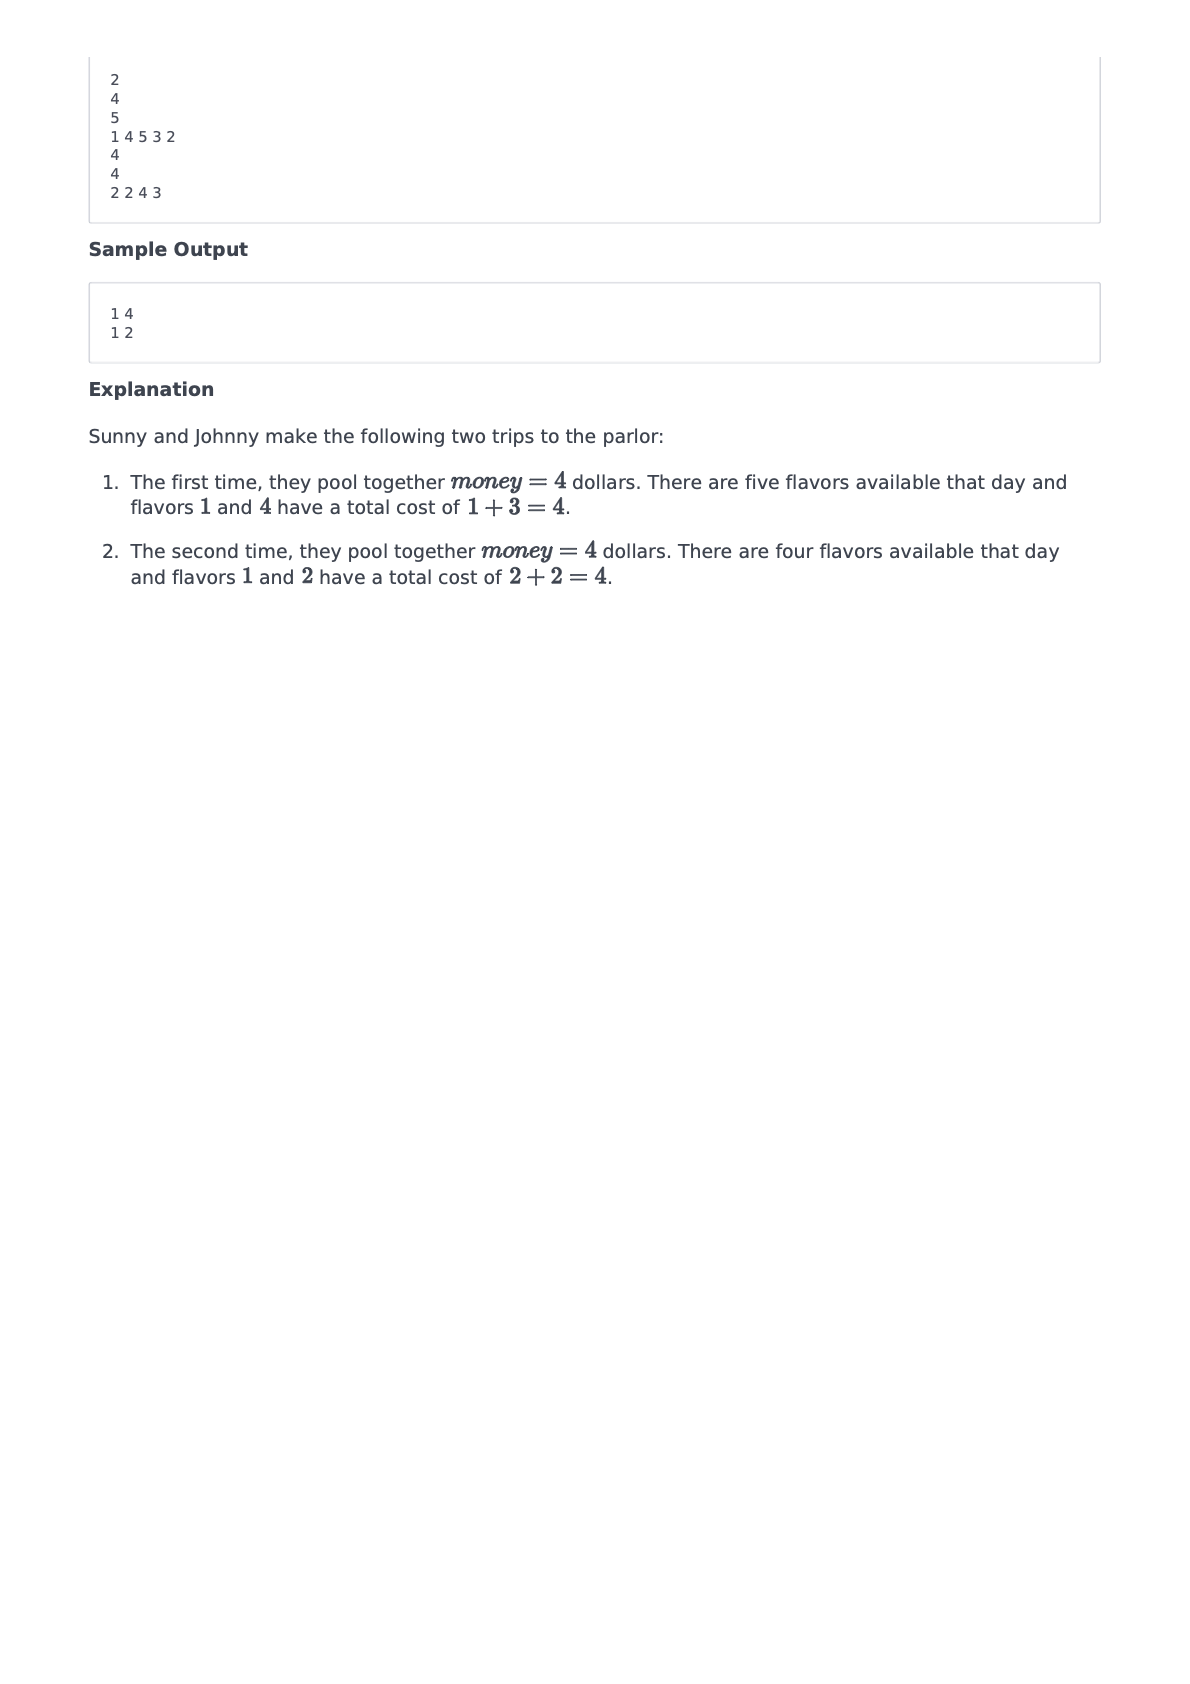 2
4
5
1 4 5 3 2
4
4
2 2 4 3
Sample Output
1 4
1 2
Explanation
Sunny and Johnny make the following two trips to the parlor:
1. The first time, they pool together money = 4 dollars. There are five flavors available that day and
flavors 1 and 4 have a total cost of 1 + 3 = 4.
2. The second time, they pool together money = 4 dollars. There are four flavors available that day
and flavors 1 and 2 have a total cost of 2 + 2 = 4.